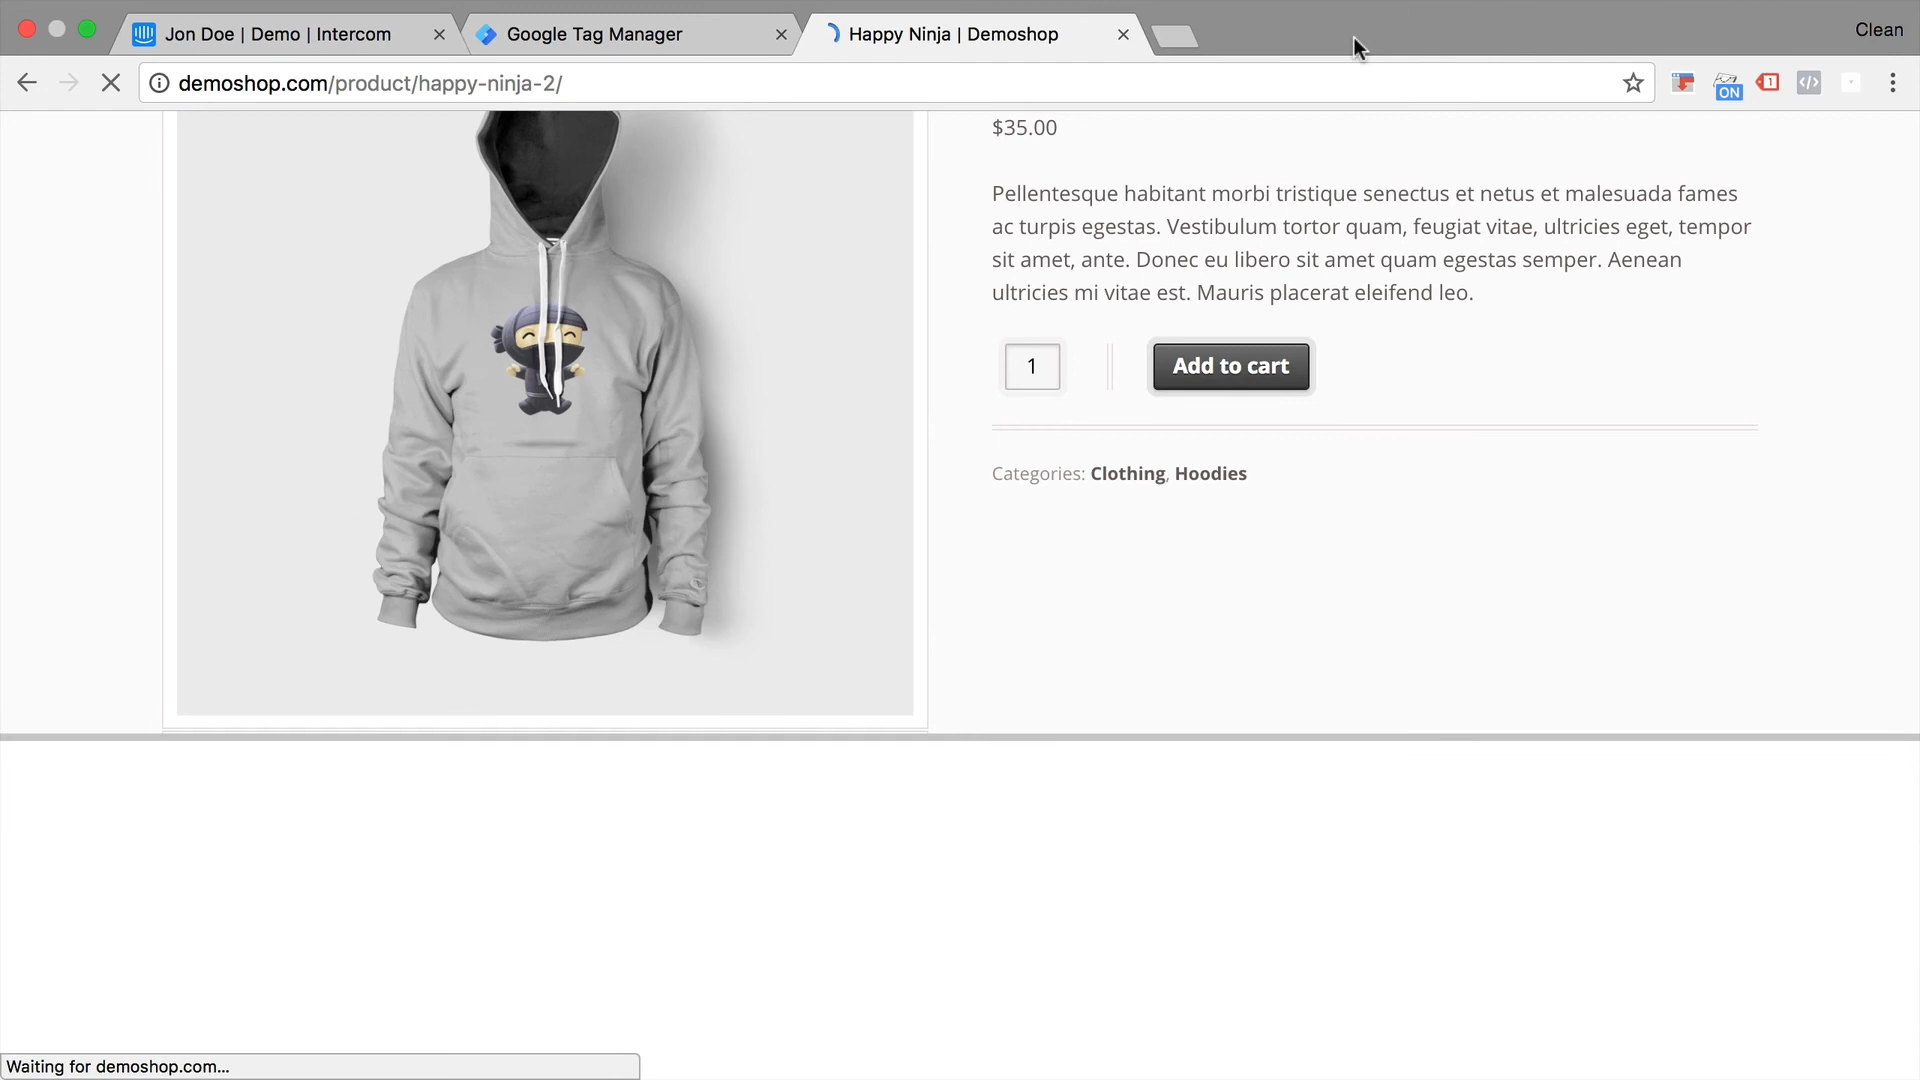 Jon Doe | Demo | Intercom
Google Tag Manager
Happy Ninja | Demoshop
Clean
demoshop.com/product/happy-ninja-2/
ON
1
$35.00
Pellentesque habitant morbi tristique senectus et netus et malesuada fames
ac turpis egestas. Vestibulum tortor quam, feugiat vitae, ultricies eget, tempor
sit amet, ante. Donec eu libero sit amet quam egestas semper. Aenean
ultricies mi vitae est. Mauris placerat eleifend leo.
1
Add to cart
Categories: Clothing, Hoodies
Waiting for demoshop.com...